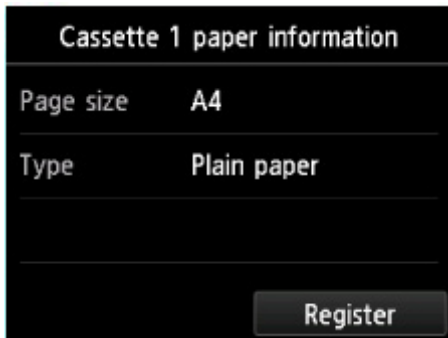 Cassette 1 paper information
Page size A4
Type Plain paper
Register